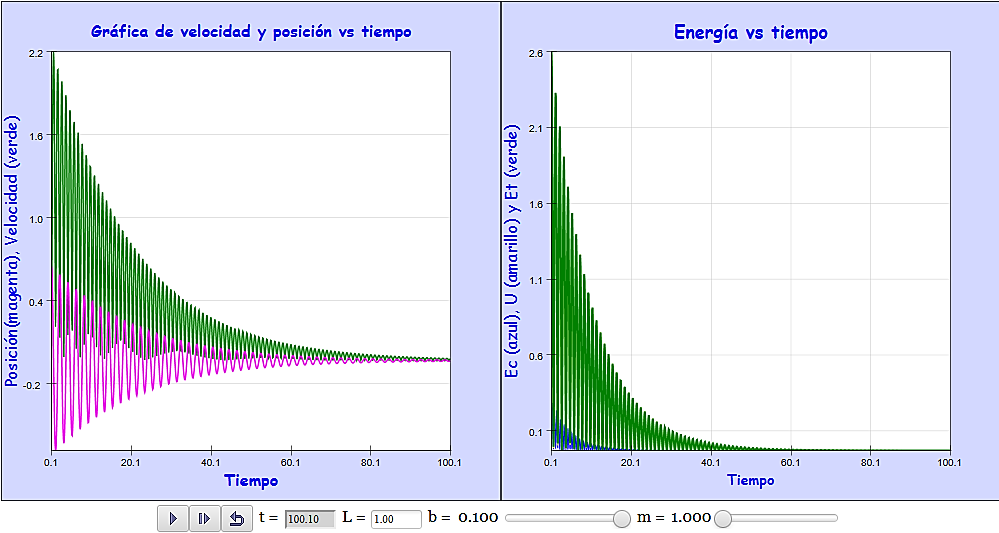 Gráfica de velocidad y posición vs tiempo
Posición(magenta), Velocidad (verde)
2.2
1.6
1.0
0.4
-0.2
0.1 20.1 40.1 60.1 80.1 100.1
Tiempo
Energía vs tiempo
Ec (azul), U (amarillo) y Et (verde)
2.6
2.1
1.6
1.1
0.6
0.1
0.1 20.1 40.1 60.1 80.1 100.1
Tiempo
t = 100.10 L = 1.00 b = 0.100 m = 1.000